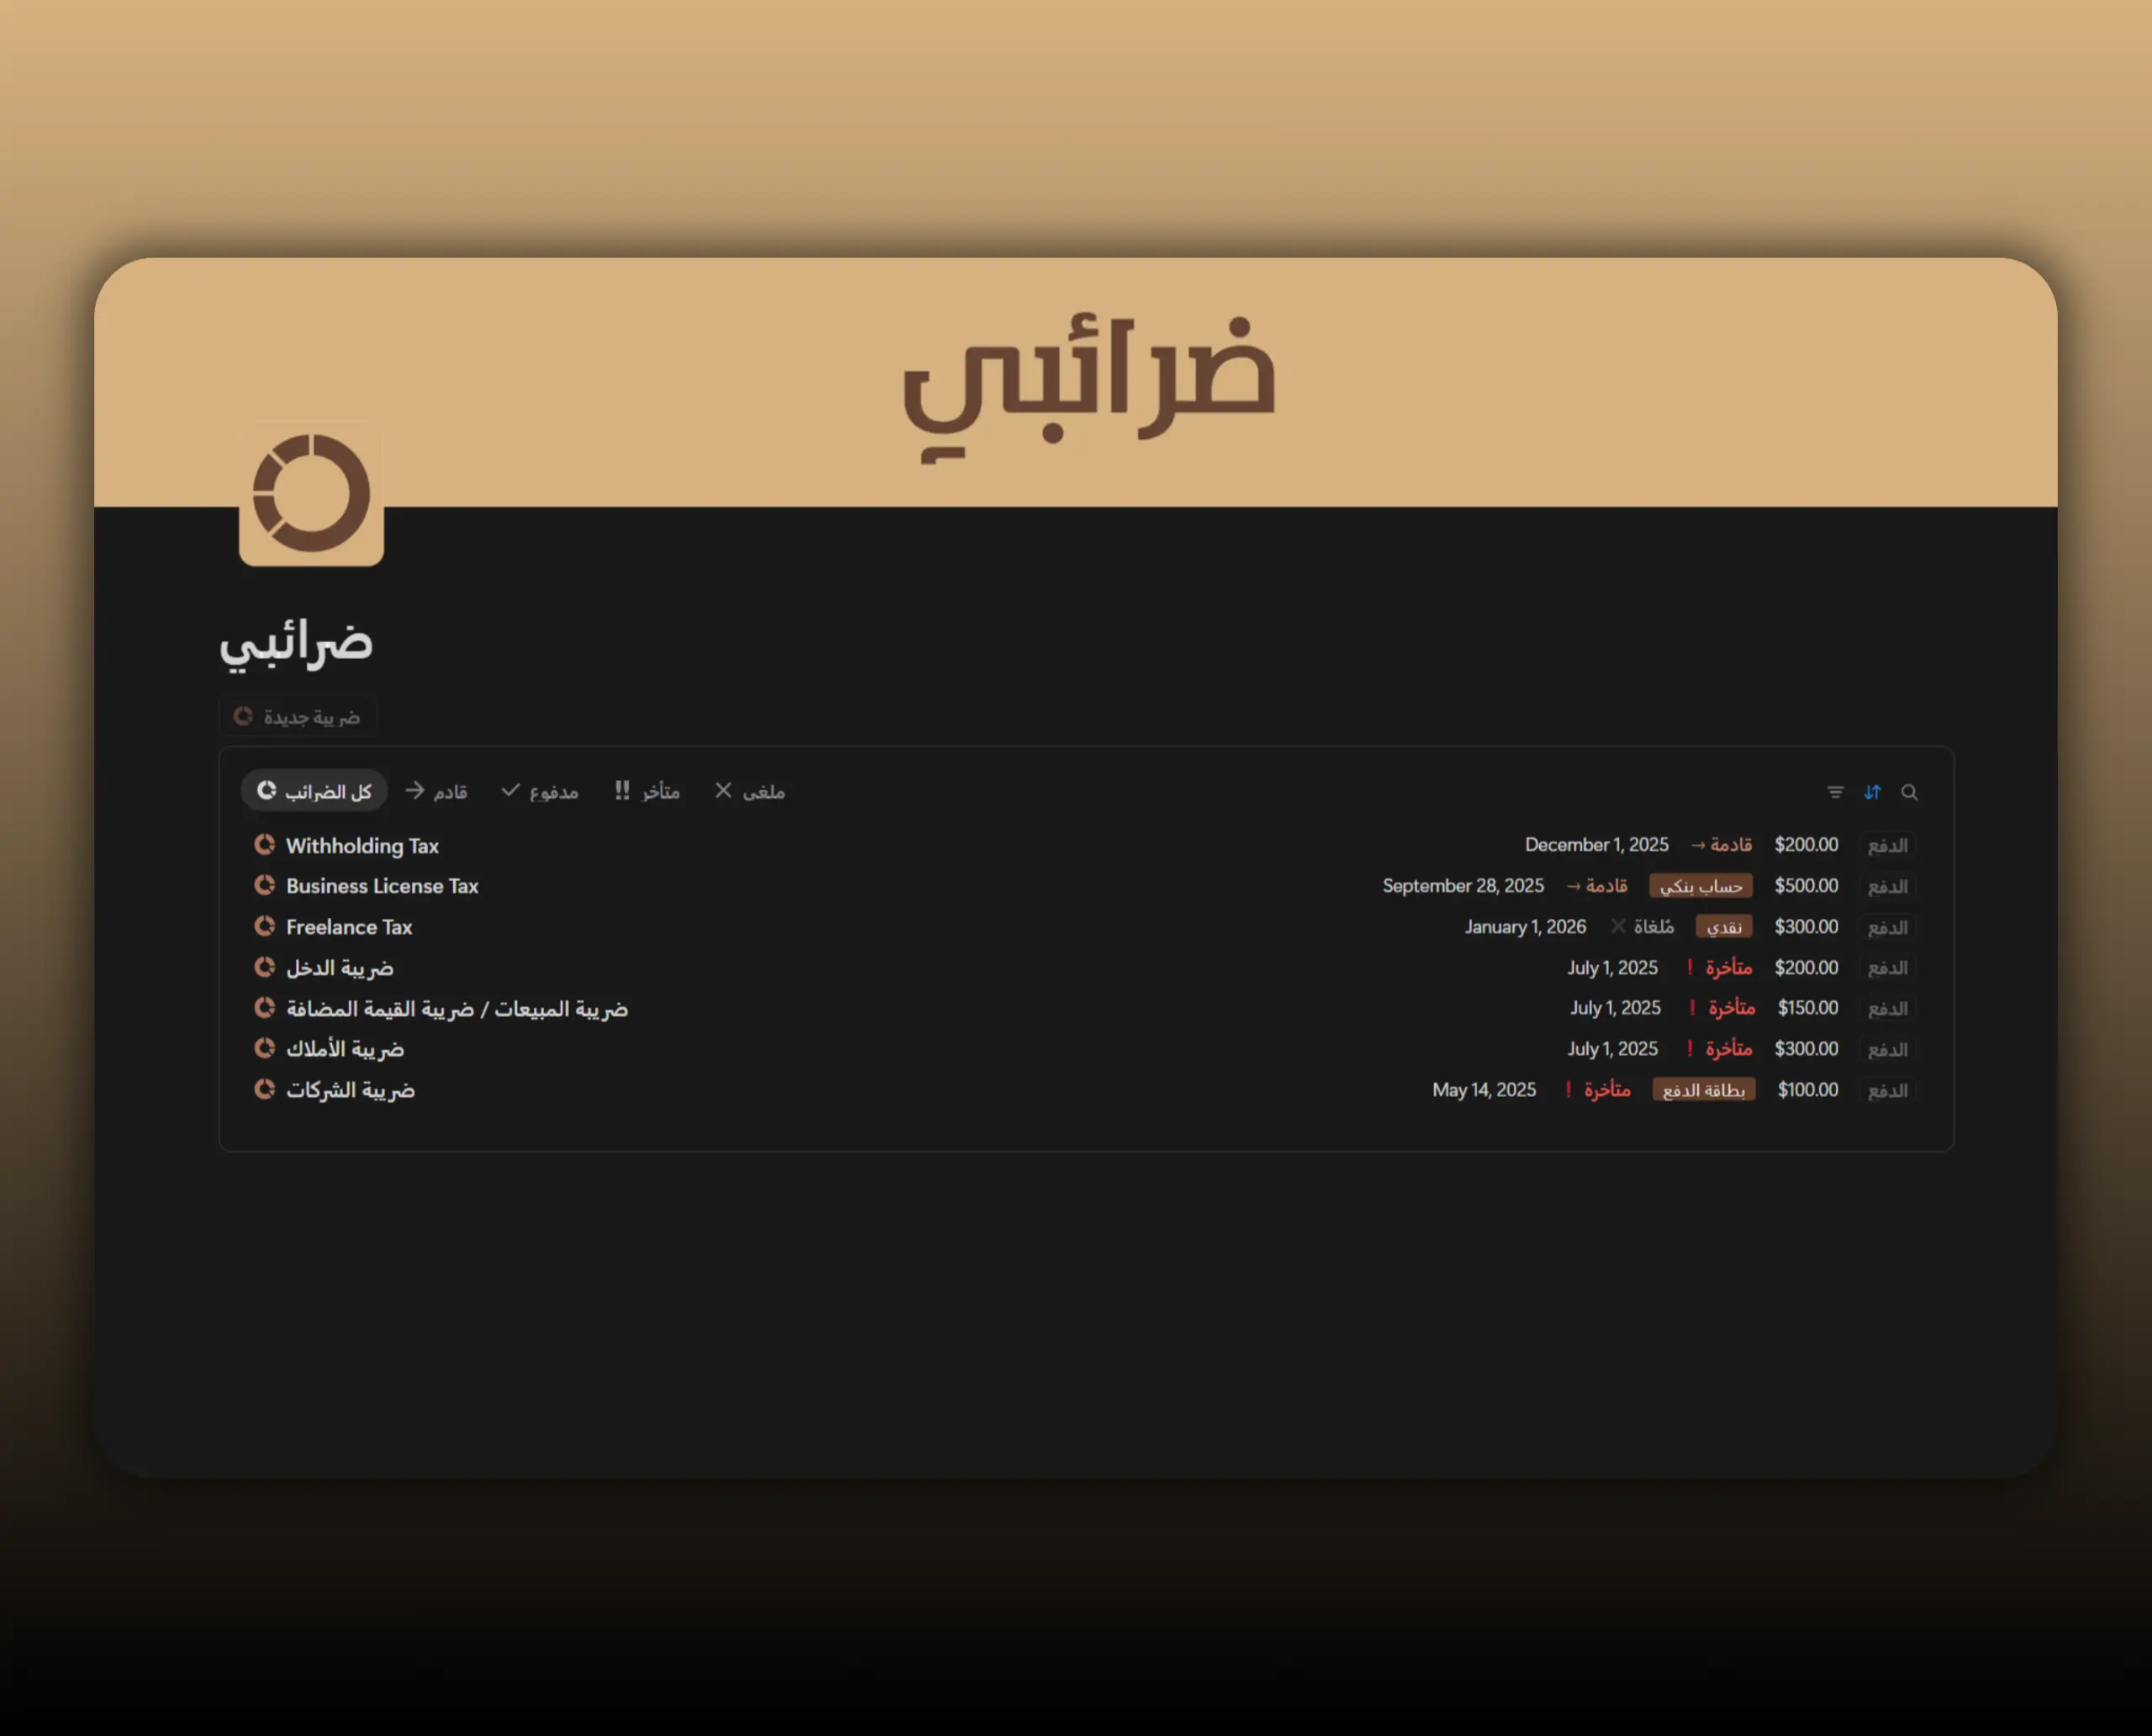 ضرائبي
ضرائبي
ضريبة جديدة
كل الضرائب قادم مدفوع متأخر ملغى
Withholding Tax December 1, 2025 → قادمة $200.00 الدفع
Business License Tax September 28, 2025 → قادمة حساب بنكي $500.00 الدفع
Freelance Tax January 1, 2026 ✕ مُلغاة نقدي $300.00 الدفع
ضريبة الدخل July 1, 2025 ! متأخرة $200.00 الدفع
ضريبة المبيعات / ضريبة القيمة المضافة July 1, 2025 ! متأخرة $150.00 الدفع
ضريبة الأملاك July 1, 2025 ! متأخرة $300.00 الدفع
ضريبة الشركات May 14, 2025 ! متأخرة بطاقة الدفع $100.00 الدفع